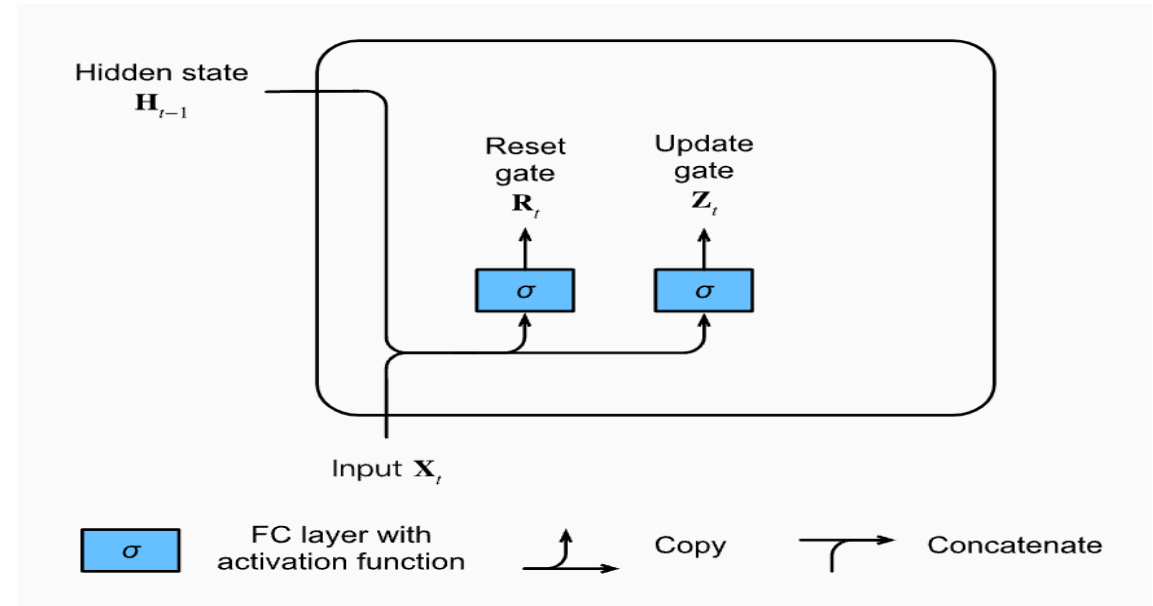 Hidden state
H_{t−1}
Reset
gate
R_t
Update
gate
Z_t
σ
σ
Input X_t
σ
FC layer with
activation function
Copy
Concatenate